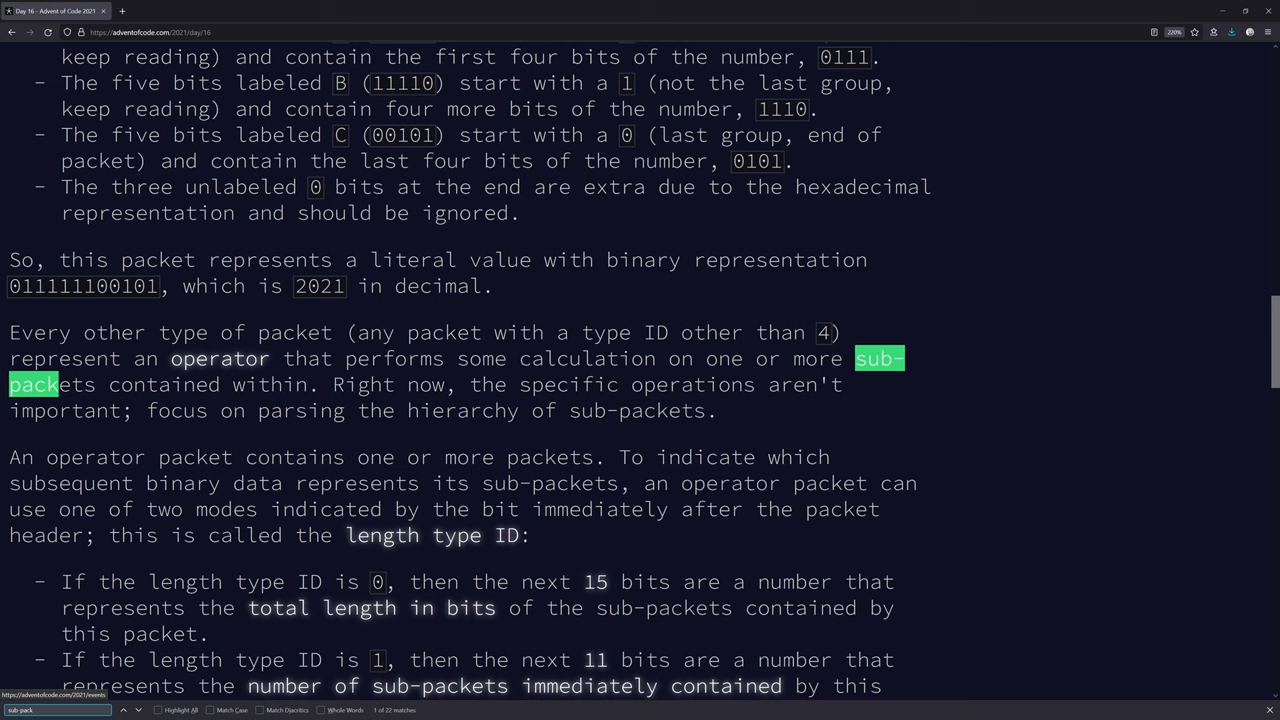 Day 16 - Advent of Code 2021
https://adventofcode.com/2021/day/16
220%
keep reading) and contain the first four bits of the number, 0111.
- The five bits labeled B (11110) start with a 1 (not the last group,
keep reading) and contain four more bits of the number, 1110.
- The five bits labeled C (00101) start with a 0 (last group, end of
packet) and contain the last four bits of the number, 0101.
- The three unlabeled 0 bits at the end are extra due to the hexadecimal
representation and should be ignored.
So, this packet represents a literal value with binary representation
011111100101, which is 2021 in decimal.
Every other type of packet (any packet with a type ID other than 4)
represent an operator that performs some calculation on one or more sub-
packets contained within. Right now, the specific operations aren't
important; focus on parsing the hierarchy of sub-packets.
An operator packet contains one or more packets. To indicate which
subsequent binary data represents its sub-packets, an operator packet can
use one of two modes indicated by the bit immediately after the packet
header; this is called the length type ID:
- If the length type ID is 0, then the next 15 bits are a number that
represents the total length in bits of the sub-packets contained by
this packet.
- If the length type ID is 1, then the next 11 bits are a number that
represents the number of sub-packets immediately contained by this
https://adventofcode.com/2021/events
sub-pack Highlight All Match Case Match Diacritics Whole Words 1 of 22 matches